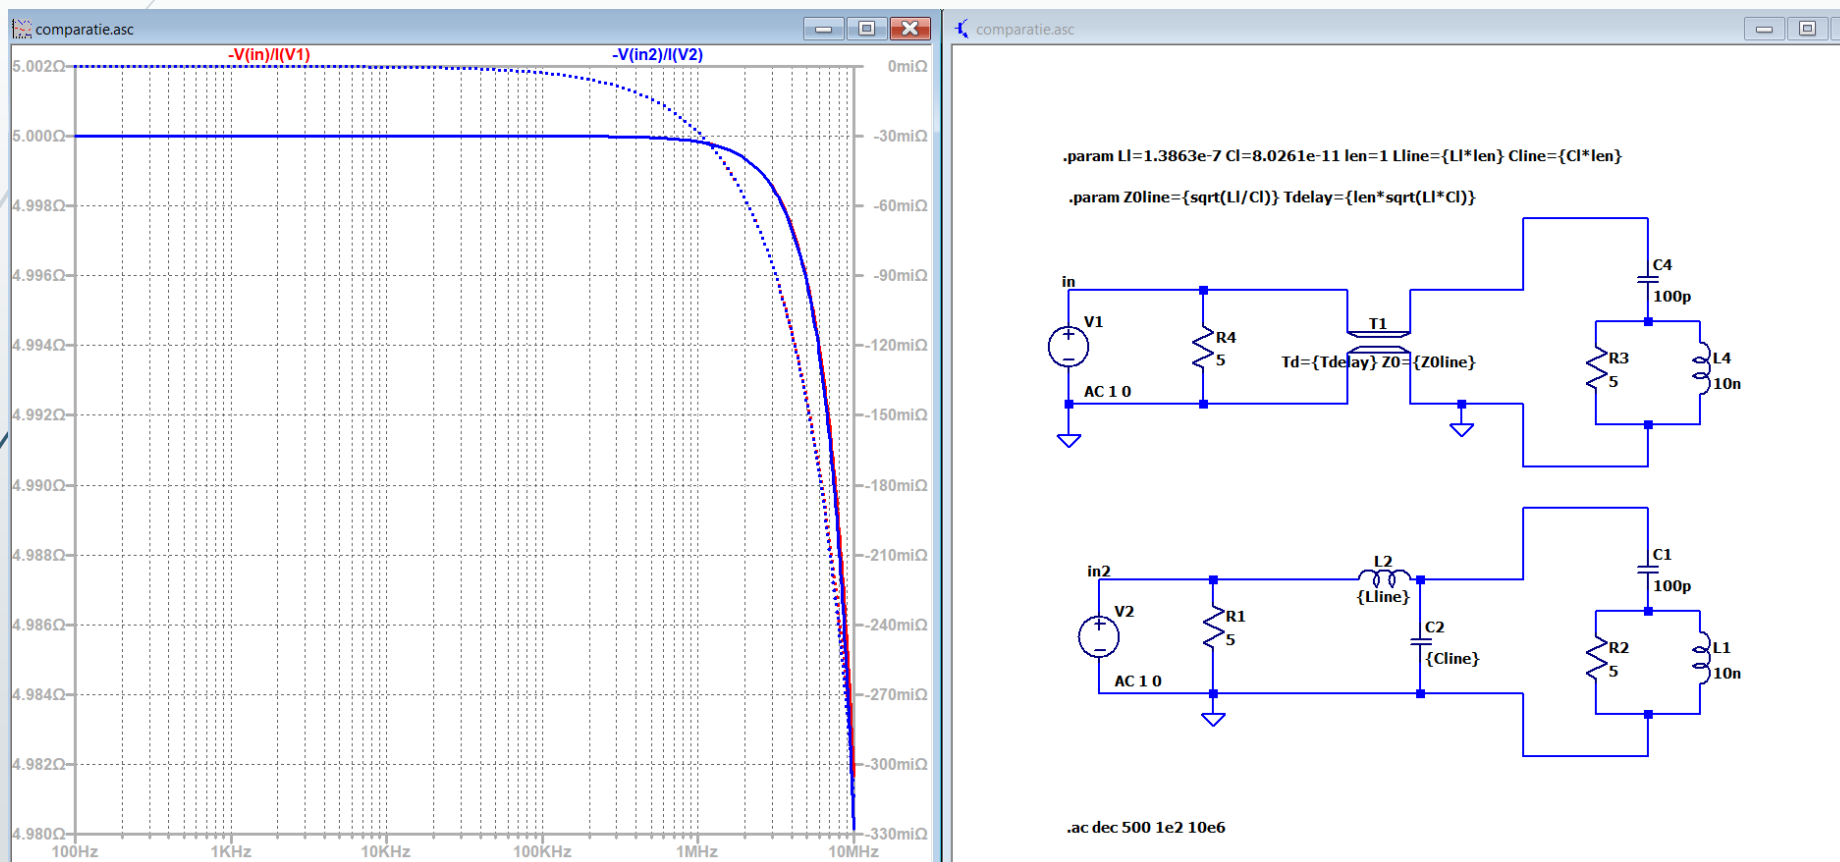 comparatie.asc
-V(in)/I(V1)
-V(in2)/I(V2)
5.002Ω
5.000Ω
4.998Ω
4.996Ω
4.994Ω
4.992Ω
4.990Ω
4.988Ω
4.986Ω
4.984Ω
4.982Ω
4.980Ω
0miΩ
-30miΩ
-60miΩ
-90miΩ
-120miΩ
-150miΩ
-180miΩ
-210miΩ
-240miΩ
-270miΩ
-300miΩ
-330miΩ
100Hz
1KHz
10KHz
100KHz
1MHz
10MHz
comparatie.asc
.param Ll=1.3863e-7 Cl=8.0261e-11 len=1 Lline={Ll*len} Cline={Cl*len}
.param Z0line={sqrt(Ll/Cl)} Tdelay={len*sqrt(Ll*Cl)}
in
V1
AC 1 0
R4
5
T1
Td={Tdelay} Z0={Z0line}
C4
100p
R3
5
L4
10n
in2
V2
AC 1 0
R1
5
L2
{Lline}
C2
{Cline}
C1
100p
R2
5
L1
10n
.ac dec 500 1e2 10e6